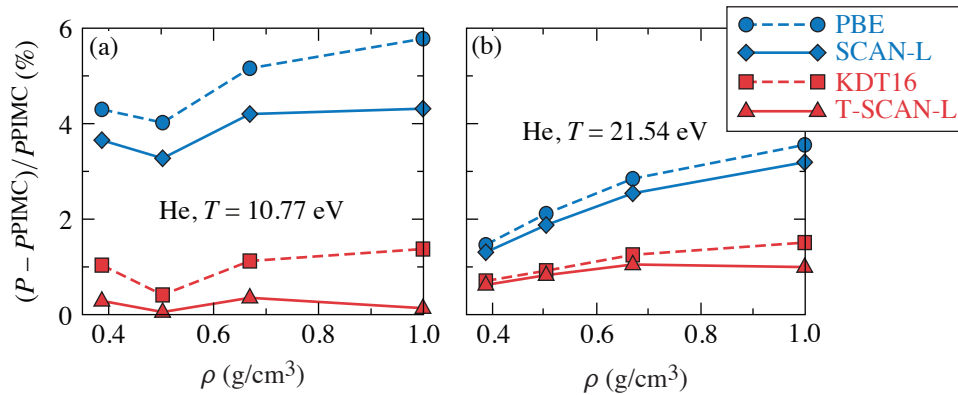 (P – P^PIMC)/P^PIMC (%)
6
4
2
0
(a)
He, T = 10.77 eV
0.4 0.6 0.8 1.0
ρ (g/cm³)
(b)
He, T = 21.54 eV
0.4 0.6 0.8 1.0
ρ (g/cm³)
PBE
SCAN-L
KDT16
T-SCAN-L